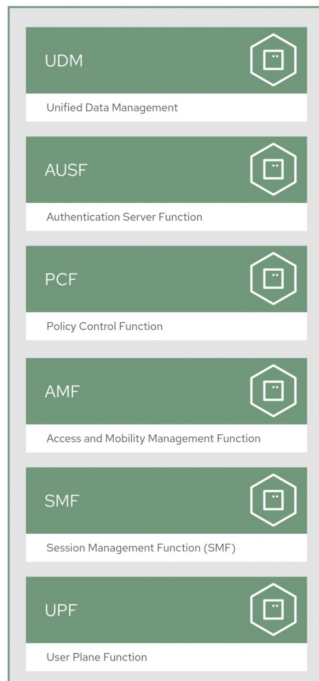 UDM
Unified Data Management
AUSF
Authentication Server Function
PCF
Policy Control Function
AMF
Access and Mobility Management Function
SMF
Session Management Function (SMF)
UPF
User Plane Function